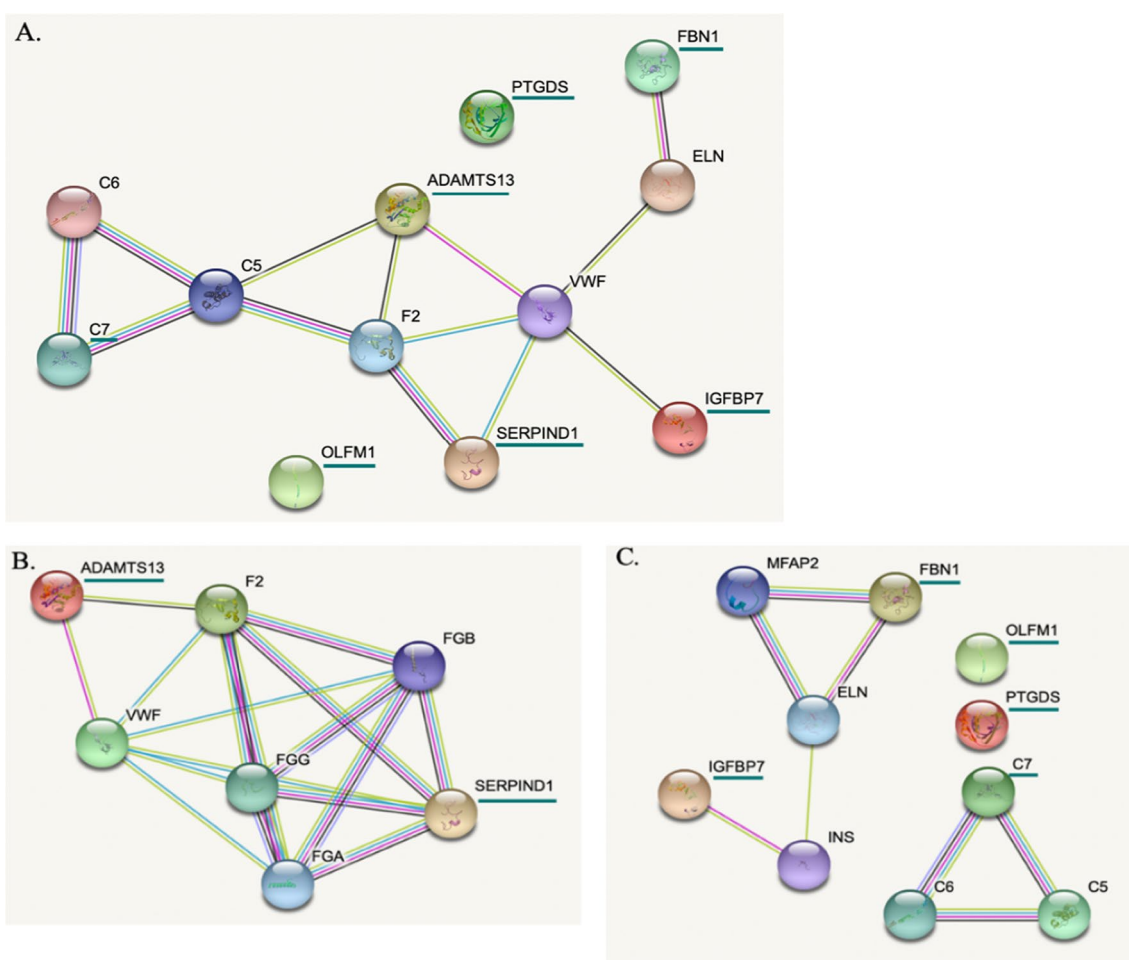 A.
FBN1
PTGDS
ELN
C6
ADAMTS13
C5
VWF
F2
C7
IGFBP7
SERPIND1
OLFM1
B.
ADAMTS13
F2
FGB
VWF
FGG
SERPIND1
FGA
C.
MFAP2
FBN1
OLFM1
ELN
PTGDS
IGFBP7
C7
INS
C6
C5